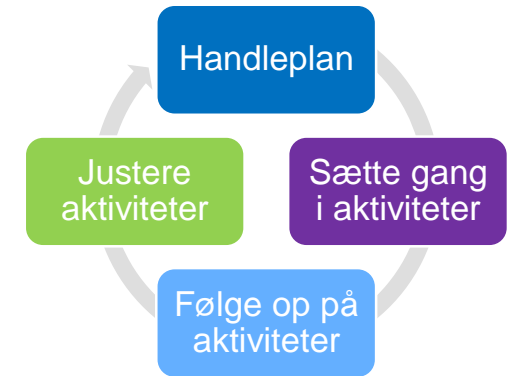 Handleplan
Sætte gang
i aktiviteter
Følge op på
aktiviteter
Justere
aktiviteter